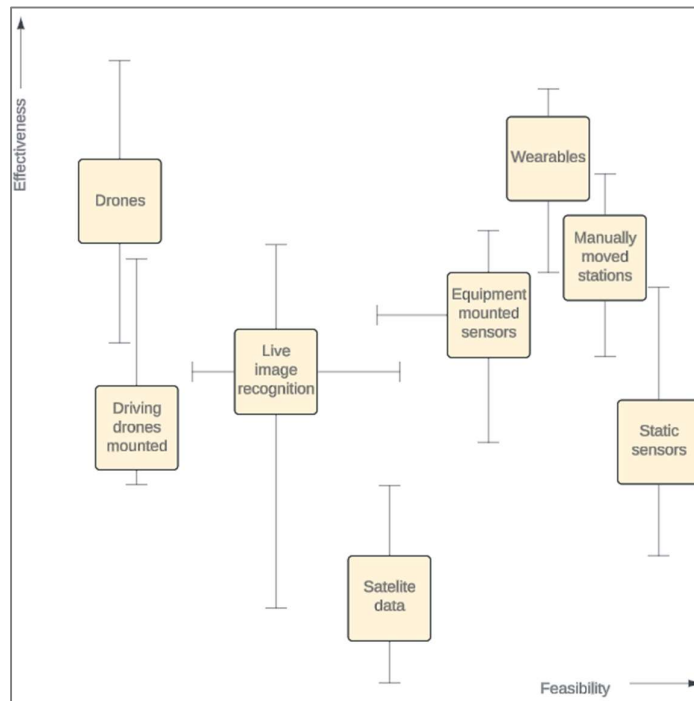 Effectiveness
Wearables
Drones
Manually
moved
stations
Equipment
mounted
sensors
Live
image
recognition
Driving
drones
mounted
Static
sensors
Satelite
data
Feasibility